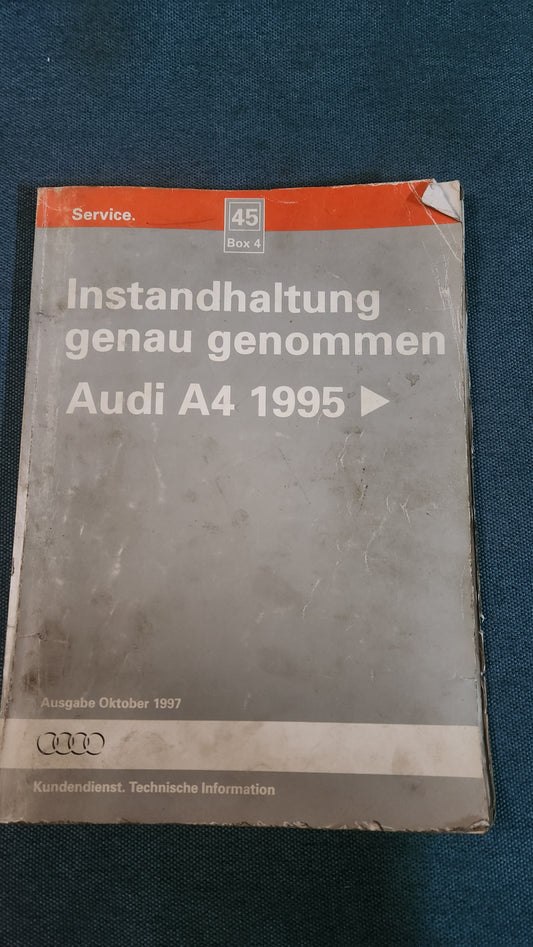 Service.
45
Box 4
Instandhaltung
genau genommen
Audi A4 1995 ▶
Ausgabe Oktober 1997
Kundendienst. Technische Information